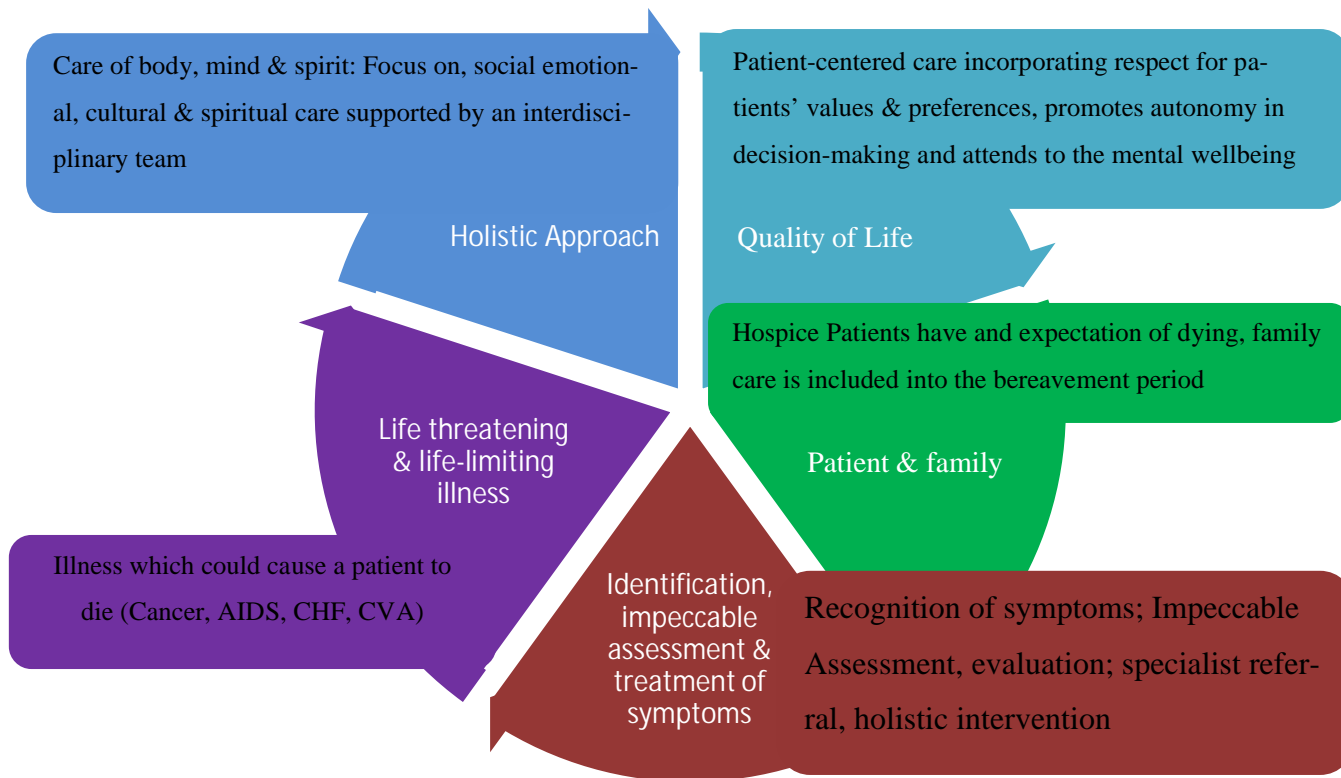 Care of body, mind & spirit: Focus on, social emotion-
al, cultural & spiritual care supported by an interdisci-
plinary team
Holistic Approach
Patient-centered care incorporating respect for pa-
tients’ values & preferences, promotes autonomy in
decision-making and attends to the mental wellbeing
Quality of Life
Hospice Patients have and expectation of dying, family
care is included into the bereavement period
Patient & family
Life threatening
& life-limiting
illness
Illness which could cause a patient to
die (Cancer, AIDS, CHF, CVA)
Identification,
impeccable
assessment &
treatment of
symptoms
Recognition of symptoms; Impeccable
Assessment, evaluation; specialist refer-
ral, holistic intervention